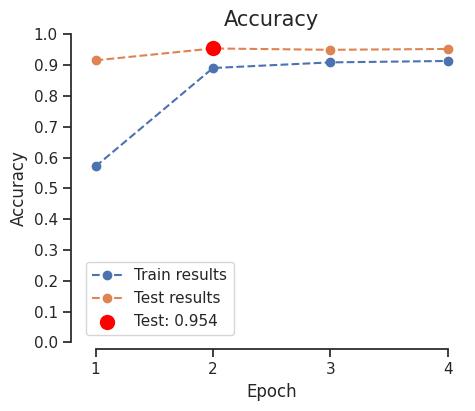 Accuracy
1.0
0.9
0.8
0.7
0.6
0.5
0.4
0.3
0.2
0.1
0.0
Accuracy
Train results
Test results
Test: 0.954
1 2 3 4
Epoch